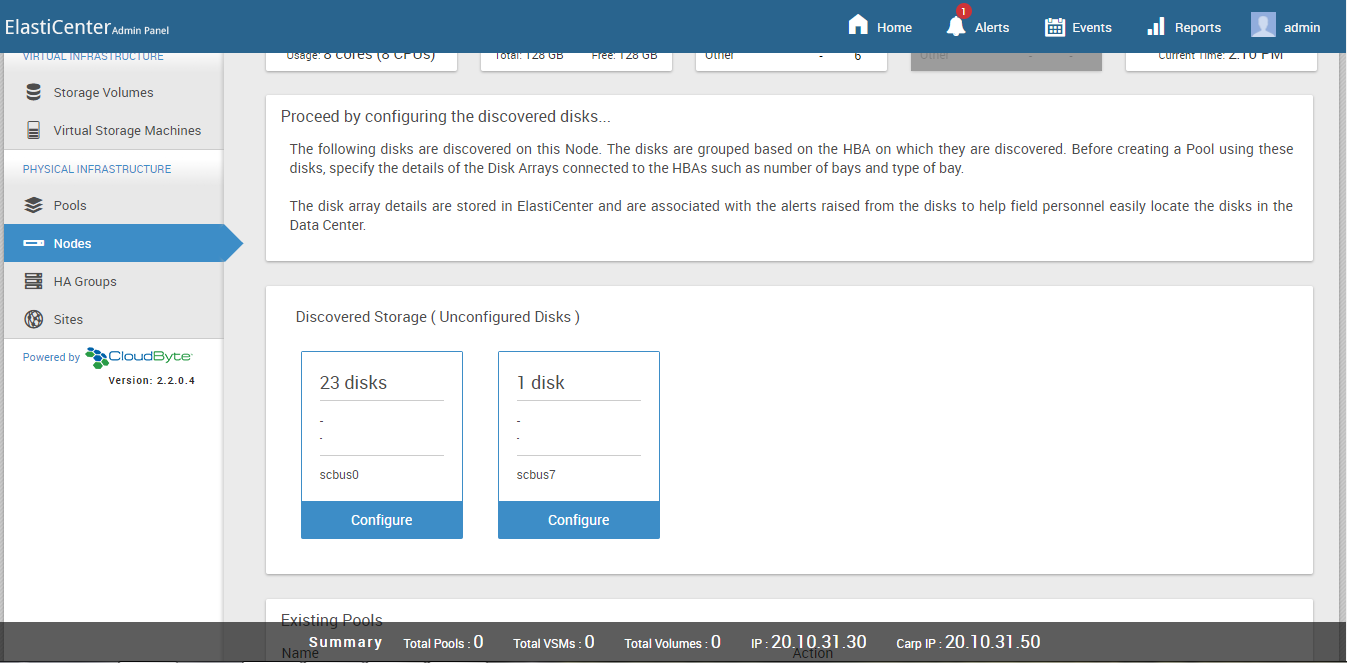 ElastiCenter Admin Panel
Home
1
Alerts
Events
Reports
admin
VIRTUAL INFRASTRUCTURE
Storage Volumes
Virtual Storage Machines
PHYSICAL INFRASTRUCTURE
Pools
Nodes
HA Groups
Sites
Powered by CloudByte
Version: 2.2.0.4
Usage: 8 cores (8 CPUs)
Total: 128 GB Free: 128 GB
Other - 6
Other - -
Current Time: 2:10 PM
Proceed by configuring the discovered disks...
The following disks are discovered on this Node. The disks are grouped based on the HBA on which they are discovered. Before creating a Pool using these
disks, specify the details of the Disk Arrays connected to the HBAs such as number of bays and type of bay.
The disk array details are stored in ElastiCenter and are associated with the alerts raised from the disks to help field personnel easily locate the disks in the
Data Center.
Discovered Storage ( Unconfigured Disks )
23 disks
-
-
scbus0
Configure
1 disk
-
-
scbus7
Configure
Existing Pools
Summary Total Pools : 0 Total VSMs : 0 Total Volumes : 0 IP : 20.10.31.30 Carp IP : 20.10.31.50
Name Action